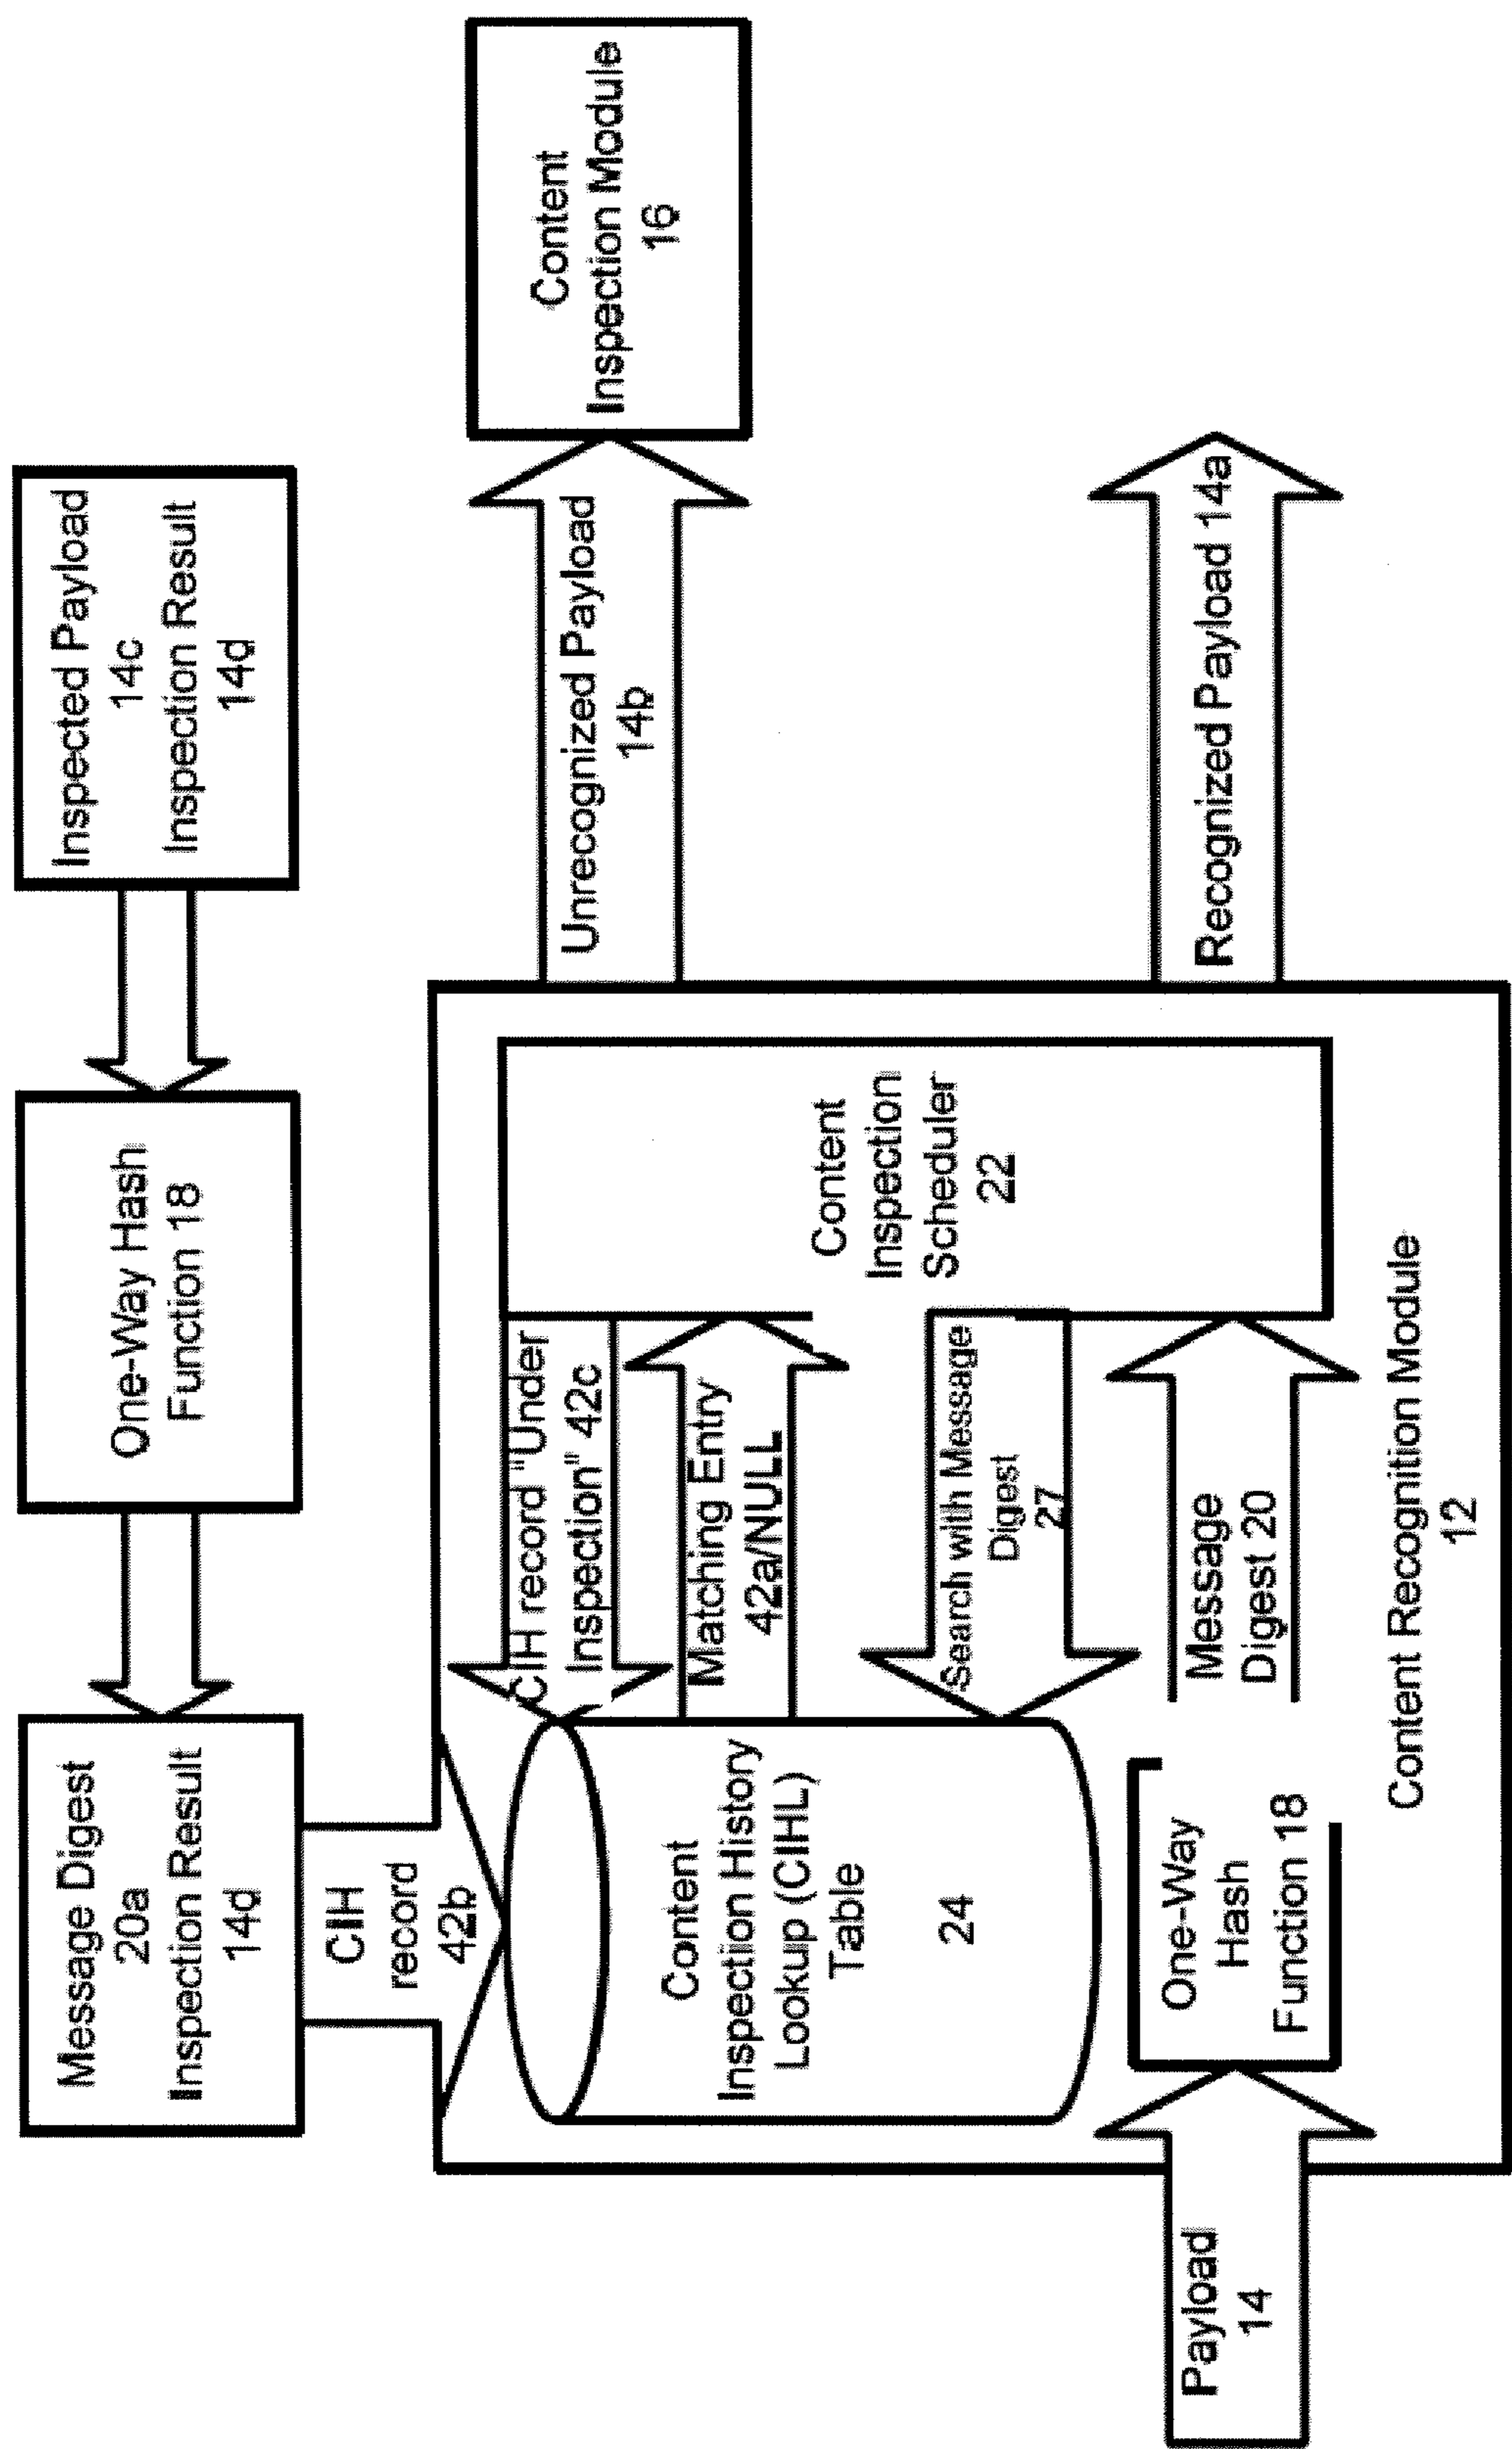 Inspected Payload
14c
Inspection Result
14d
One-Way Hash
Function 18
Message Digest
20a
Inspection Result
14d
CIH
record
42b
Content
Inspection Module
16
Unrecognized Payload
14b
Recognized Payload 14a
CIH record "Under
Inspection" 42c
Matching Entry
42a/NULL
Search with Message
Digest
27
Message
Digest 20
Content
Inspection
Scheduler
22
Content
Inspection History
Lookup (CIHL)
Table
24
One-Way
Hash
Function 18
Payload
14
Content Recognition Module
12